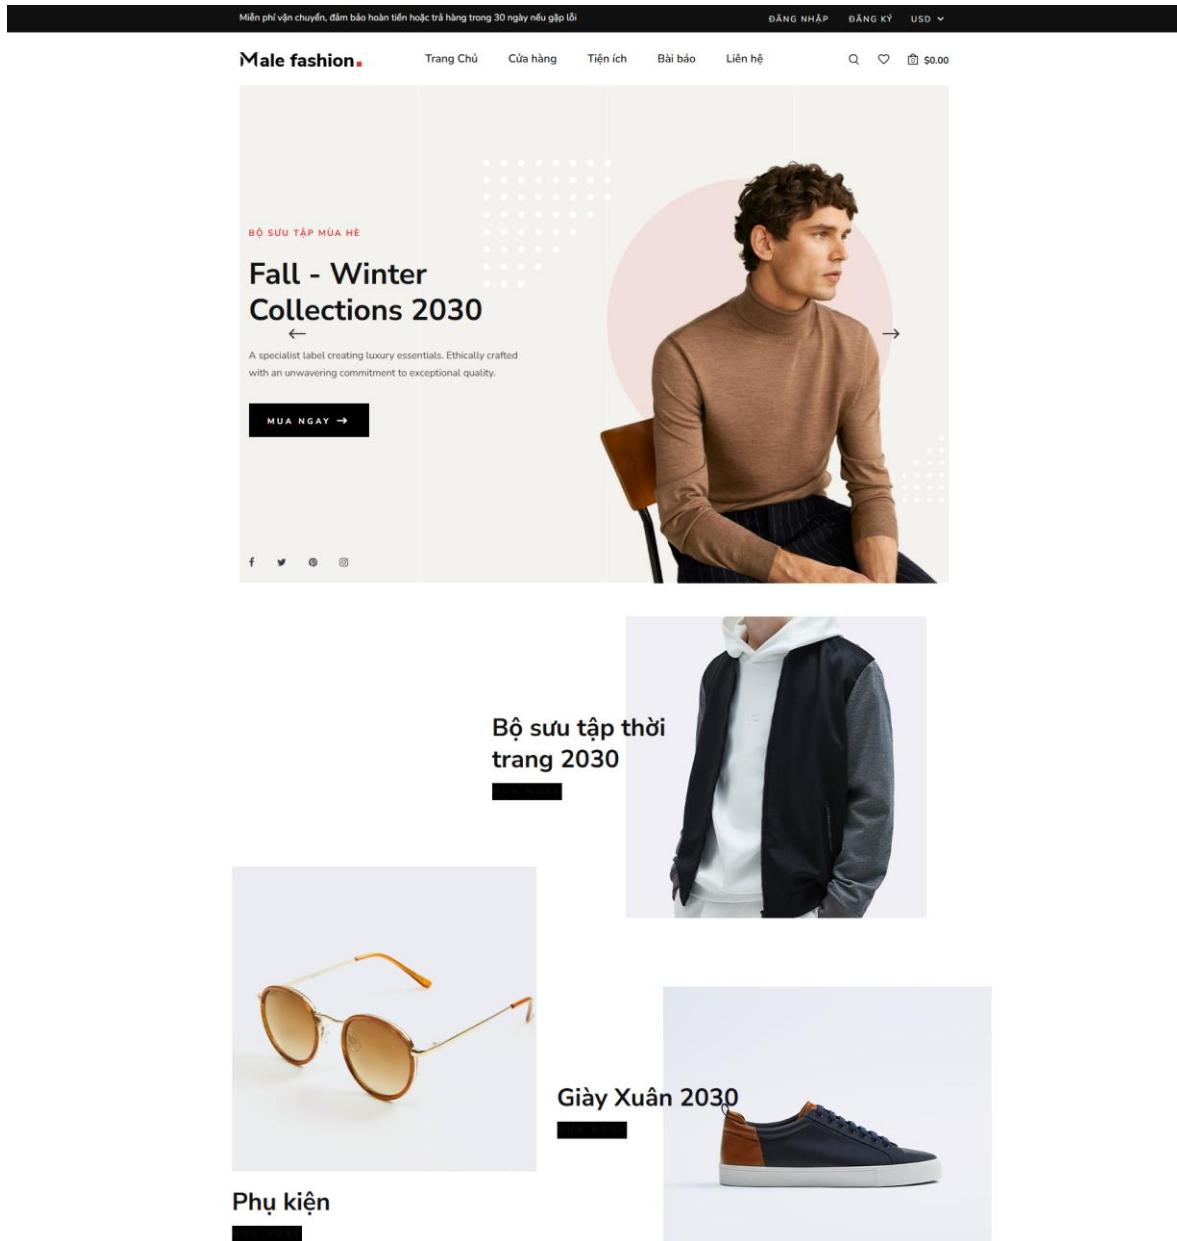 Miễn phí vận chuyển, đảm bảo hoàn tiền hoặc trả hàng trong 30 ngày nếu gặp lỗi
ĐĂNG NHẬP ĐĂNG KÝ USD
Male fashion.
Trang Chủ Cửa hàng Tiện ích Bài báo Liên hệ
0 $0.00
BỘ SƯU TẬP MÙA HÈ
Fall - Winter
Collections 2030
A specialist label creating luxury essentials. Ethically crafted
with an unwavering commitment to exceptional quality.
MUA NGAY
Bộ sưu tập thời
trang 2030
Giày Xuân 2030
Phụ kiện